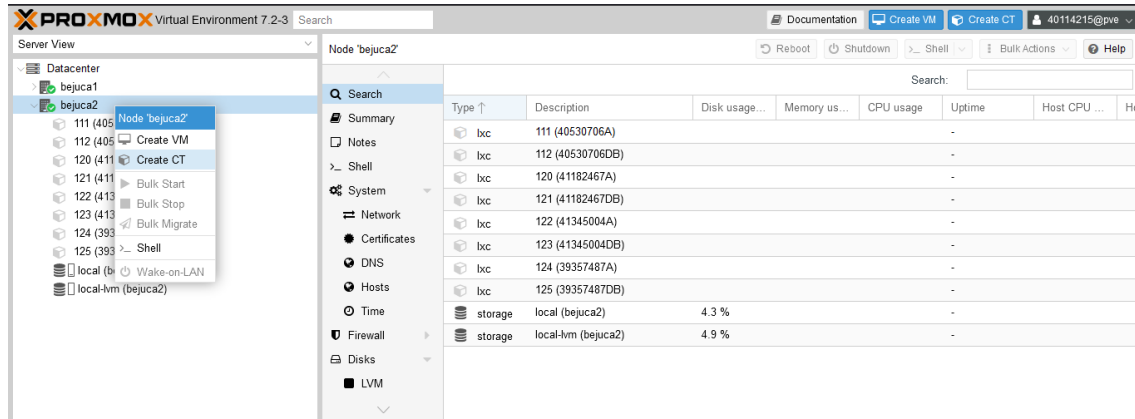 PROXMOX Virtual Environment 7.2-3 Search
Documentation Create VM Create CT 40114215@pve
Server View
Datacenter
bejuca1
bejuca2
111 (405
112 (405
120 (411
121 (411
122 (413
123 (413
124 (393
125 (393
local (b
local-lvm (bejuca2)
Node 'bejuca2'
Create VM
Create CT
Bulk Start
Bulk Stop
Bulk Migrate
Shell
Wake-on-LAN
Node 'bejuca2'
Reboot Shutdown Shell Bulk Actions Help
Search
Summary
Notes
Shell
System
Network
Certificates
DNS
Hosts
Time
Firewall
Disks
LVM
Search:
Type Description Disk usage... Memory us... CPU usage Uptime Host CPU ...
lxc 111 (40530706A) -
lxc 112 (40530706DB) -
lxc 120 (41182467A) -
lxc 121 (41182467DB) -
lxc 122 (41345004A) -
lxc 123 (41345004DB) -
lxc 124 (39357487A) -
lxc 125 (39357487DB) -
storage local (bejuca2) 4.3 % -
storage local-lvm (bejuca2) 4.9 % -